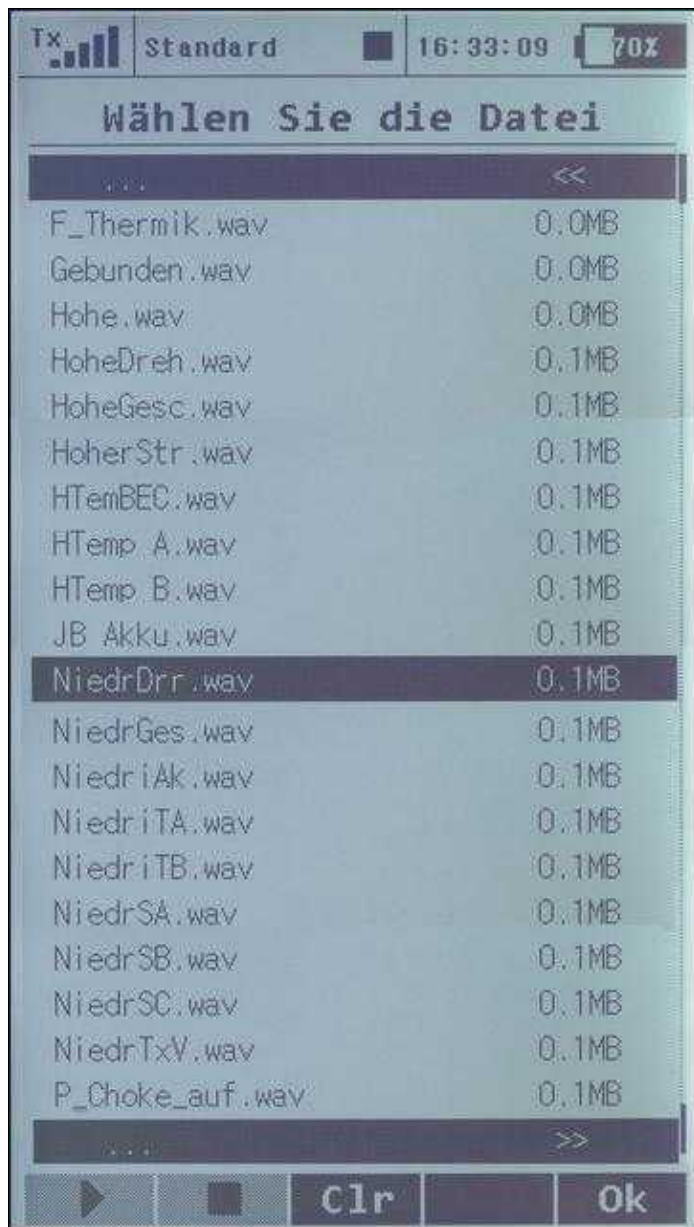 Tx Standard 16:33:09 70%
Wählen Sie die Datei
... <<
F_Thermik.wav 0.0MB
Gebunden.wav 0.0MB
Hohe.wav 0.0MB
HoheDreh.wav 0.1MB
HoheGesc.wav 0.1MB
HoherStr.wav 0.1MB
HTemBEC.wav 0.1MB
HTemp A.wav 0.1MB
HTemp B.wav 0.1MB
JB Akku.wav 0.1MB
NiedrDrr.wav 0.1MB
NiedrGes.wav 0.1MB
NiedriAk.wav 0.1MB
NiedriTA.wav 0.1MB
NiedriTB.wav 0.1MB
NiedrSA.wav 0.1MB
NiedrSB.wav 0.1MB
NiedrSC.wav 0.1MB
NiedrTxV.wav 0.1MB
P_Choke_auf.wav 0.1MB
... >>
Clr Ok